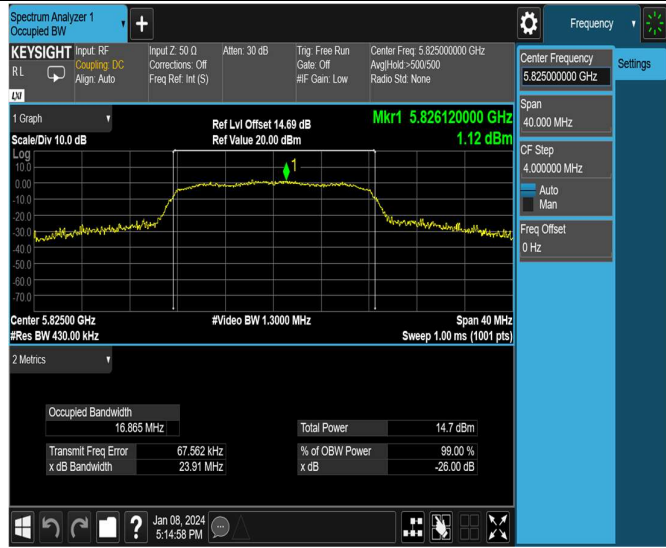 Spectrum Analyzer 1
Occupied BW
Frequency
KEYSIGHT
R L
LXI
Input: RF
Coupling: DC
Align: Auto
Input Z: 50 Ω
Corrections: Off
Freq Ref: Int (S)
Atten: 30 dB
Trig: Free Run
Gate: Off
#IF Gain: Low
Center Freq: 5.825000000 GHz
Avg|Hold:>500/500
Radio Std: None
Center Frequency
5.825000000 GHz
Settings
Span
40.000 MHz
CF Step
4.000000 MHz
Auto
Man
Freq Offset
0 Hz
1 Graph
Scale/Div 10.0 dB
Ref Lvl Offset 14.69 dB
Ref Value 20.00 dBm
Mkr1 5.826120000 GHz
1.12 dBm
Log
10.0
0.00
-10.0
-20.0
-30.0
-40.0
-50.0
-60.0
-70.0
1
Center 5.82500 GHz
#Res BW 430.00 kHz
#Video BW 1.3000 MHz
Span 40 MHz
Sweep 1.00 ms (1001 pts)
2 Metrics
Occupied Bandwidth
16.865 MHz
Total Power 14.7 dBm
Transmit Freq Error 67.562 kHz
% of OBW Power 99.00 %
x dB Bandwidth 23.91 MHz
x dB -26.00 dB
?
Jan 08, 2024
5:14:58 PM